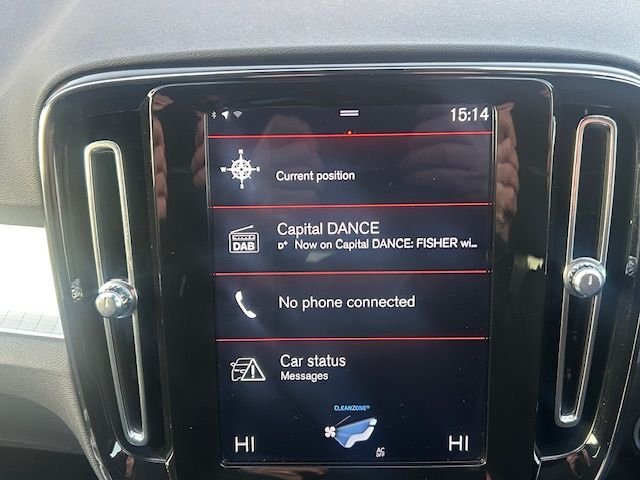 15:14
Current position
Capital DANCE
DAB
D+ Now on Capital DANCE: FISHER wi...
No phone connected
Car status
Messages
CLEANZONE®
HI
HI